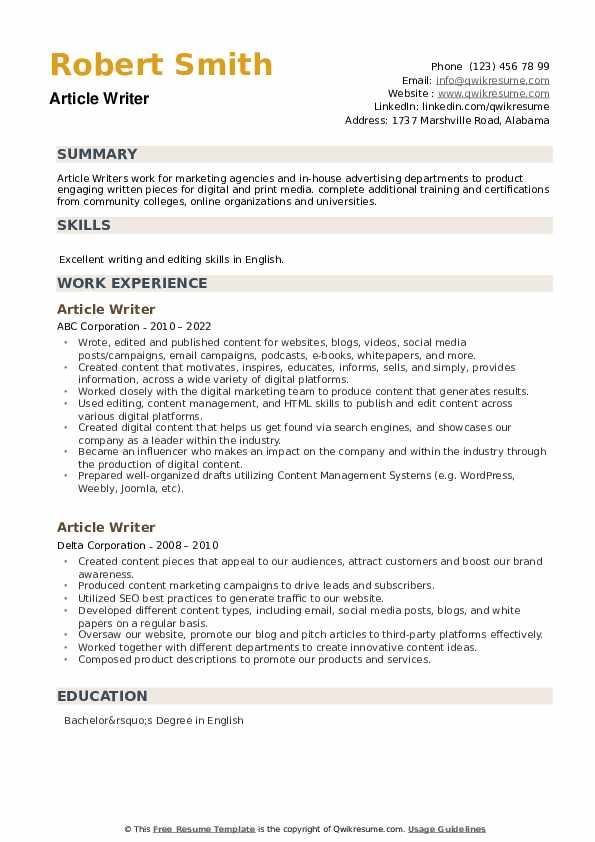 Robert Smith
Article Writer
Phone (123) 456 78 99
Email: info@qwikresume.com
Website : www.qwikresume.com
LinkedIn: linkedin.com/qwikresume
Address: 1737 Marshville Road, Alabama
SUMMARY
Article Writers work for marketing agencies and in-house advertising departments to product
engaging written pieces for digital and print media. complete additional training and certifications
from community colleges, online organizations and universities.
SKILLS
Excellent writing and editing skills in English.
WORK EXPERIENCE
Article Writer
ABC Corporation - 2010 – 2022
• Wrote, edited and published content for websites, blogs, videos, social media
posts/campaigns, email campaigns, podcasts, e-books, whitepapers, and more.
• Created content that motivates, inspires, educates, informs, sells, and simply, provides
information, across a wide variety of digital platforms.
• Worked closely with the digital marketing team to produce content that generates results.
• Used editing, content management, and HTML skills to publish and edit content across
various digital platforms.
• Created digital content that helps us get found via search engines, and showcases our
company as a leader within the industry.
• Became an influencer who makes an impact on the company and within the industry through
the production of digital content.
• Prepared well-organized drafts utilizing Content Management Systems (e.g. WordPress,
Weebly, Joomla, etc).
Article Writer
Delta Corporation - 2008 – 2010
• Created content pieces that appeal to our audiences, attract customers and boost our brand
awareness.
• Produced content marketing campaigns to drive leads and subscribers.
• Utilized SEO best practices to generate traffic to our website.
• Developed different content types, including email, social media posts, blogs, and white
papers on a regular basis.
• Oversaw our website, promote our blog and pitch articles to third-party platforms effectively.
• Worked together with different departments to create innovative content ideas.
• Composed product descriptions to promote our products and services.
EDUCATION
Bachelor&rsquo;s Degree in English
© This Free Resume Template is the copyright of Qwikresume.com. Usage Guidelines